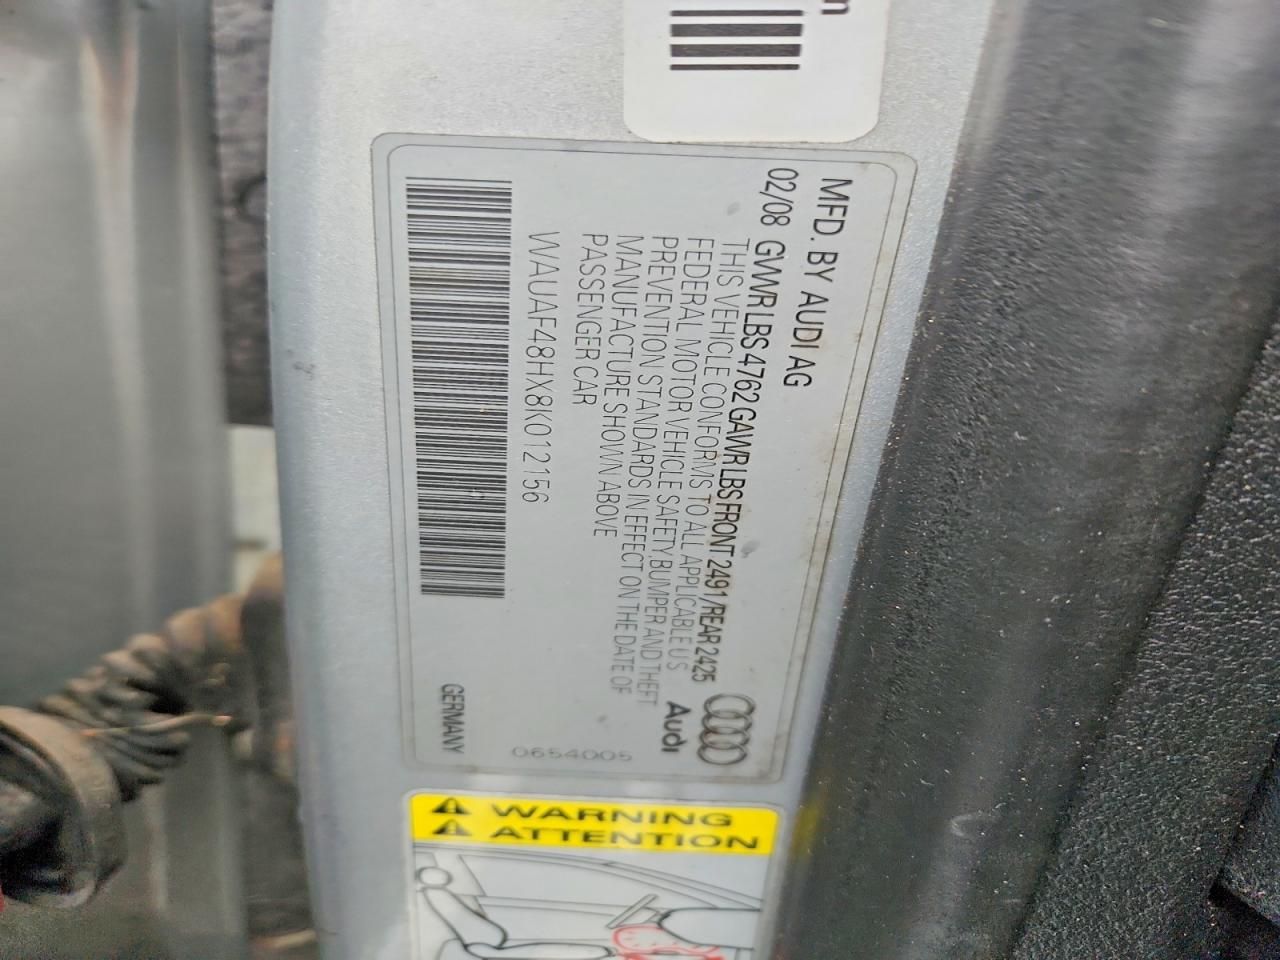 m
MFD. BY AUDI AG
02/08 GVWR LBS 4762 GAWR LBS FRONT 2491/REAR 2425
THIS VEHICLE CONFORMS TO ALL APPLICABLE U S
FEDERAL MOTOR VEHICLE SAFETY, BUMPER AND THEFT
PREVENTION STANDARDS IN EFFECT ON THE DATE OF
MANUFACTURE SHOWN ABOVE
PASSENGER CAR
Audi
WAUAF48HX8K012156
GERMANY
0654005
WARNING
ATTENTION